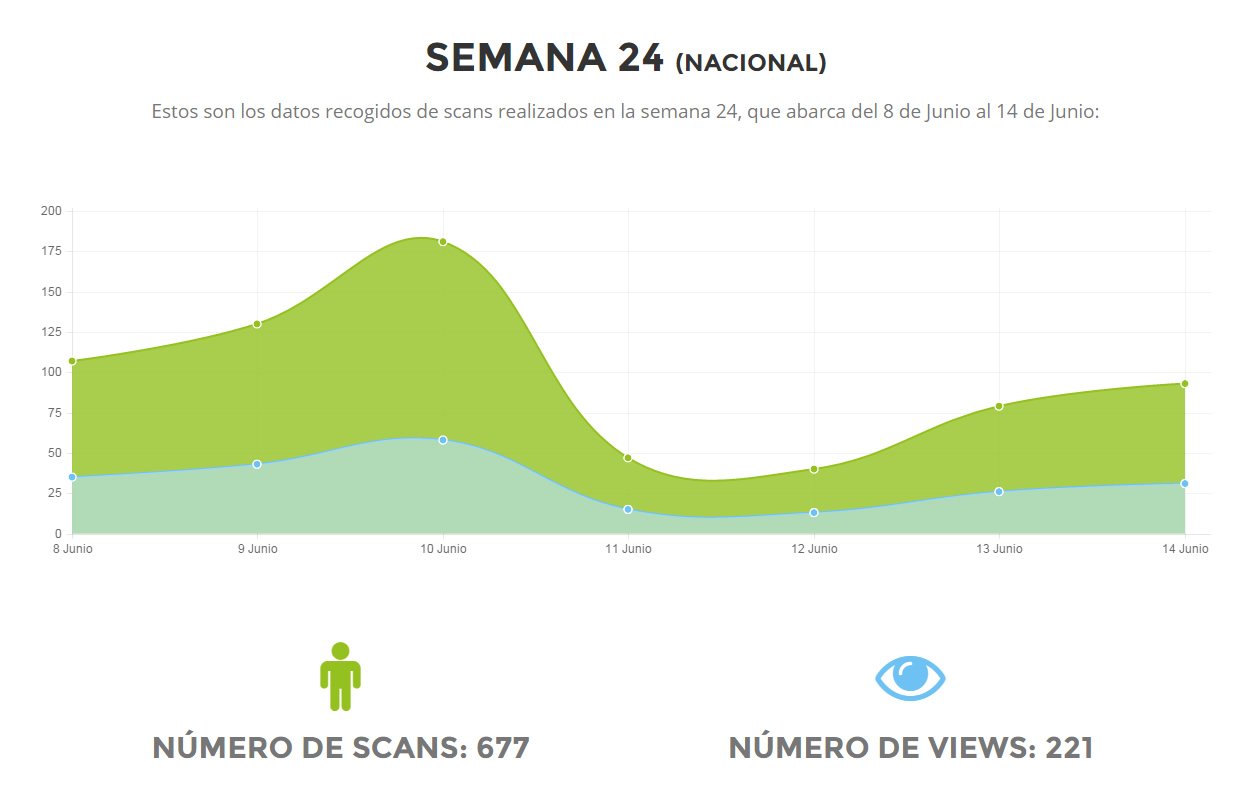 SEMANA 24 (NACIONAL)
Estos son los datos recogidos de scans realizados en la semana 24, que abarca del 8 de Junio al 14 de Junio:
200
175
150
125
100
75
50
25
0
8 Junio 9 Junio 10 Junio 11 Junio 12 Junio 13 Junio 14 Junio
NÚMERO DE SCANS: 677 NÚMERO DE VIEWS: 221